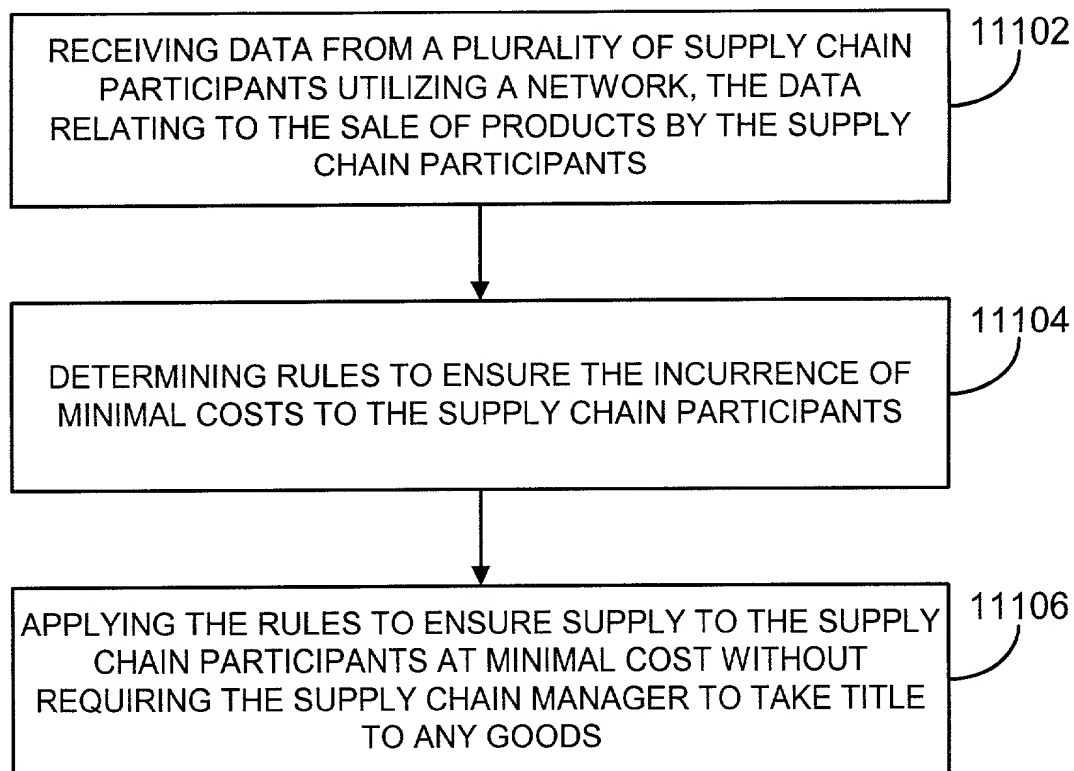 RECEIVING DATA FROM A PLURALITY OF SUPPLY CHAIN
PARTICIPANTS UTILIZING A NETWORK, THE DATA
RELATING TO THE SALE OF PRODUCTS BY THE SUPPLY
CHAIN PARTICIPANTS
11102
DETERMINING RULES TO ENSURE THE INCURRENCE OF
MINIMAL COSTS TO THE SUPPLY CHAIN PARTICIPANTS
11104
APPLYING THE RULES TO ENSURE SUPPLY TO THE SUPPLY
CHAIN PARTICIPANTS AT MINIMAL COST WITHOUT
REQUIRING THE SUPPLY CHAIN MANAGER TO TAKE TITLE
TO ANY GOODS
11106